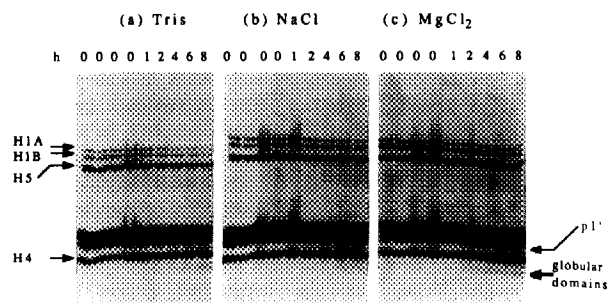 (a) Tris (b) NaCl (c) MgCl₂
h 0 0 0 0 1 2 4 6 8 0 0 0 0 1 2 4 6 8 0 0 0 0 1 2 4 6 8
H1A
H1B
H5
p1'
H4
globular
domains